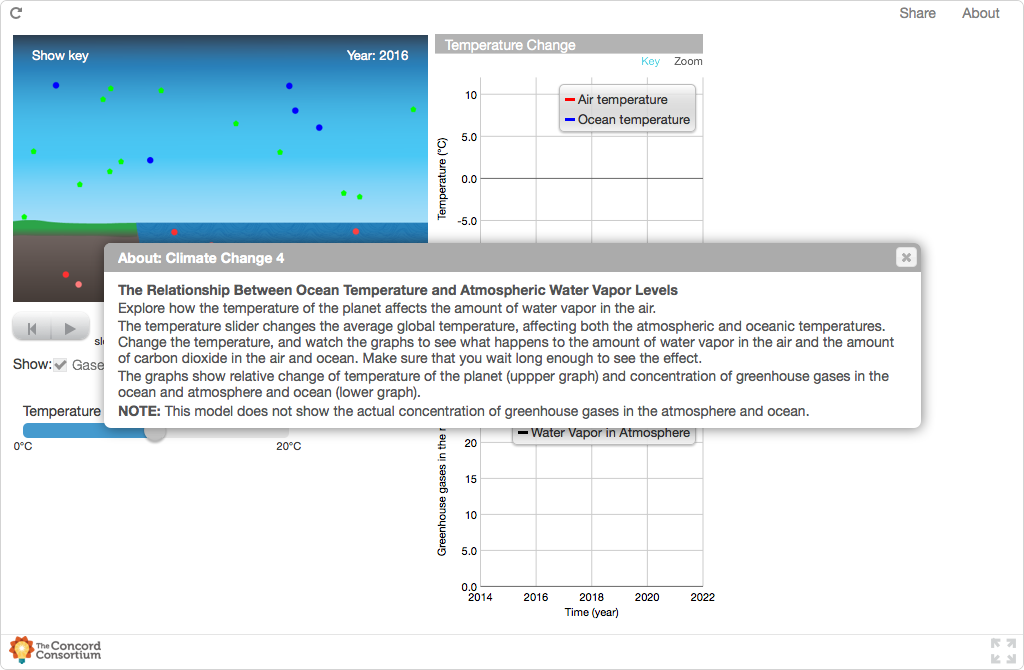 Share About
Show key
Year: 2016
Temperature Change
Key Zoom
Air temperature
Ocean temperature
10
5.0
0.0
-5.0
Temperature (°C)
About: Climate Change 4
The Relationship Between Ocean Temperature and Atmospheric Water Vapor Levels
Explore how the temperature of the planet affects the amount of water vapor in the air.
The temperature slider changes the average global temperature, affecting both the atmospheric and oceanic temperatures.
Change the temperature, and watch the graphs to see what happens to the amount of water vapor in the air and the amount
of carbon dioxide in the air and ocean. Make sure that you wait long enough to see the effect.
The graphs show relative change of temperature of the planet (uppper graph) and concentration of greenhouse gases in the
ocean and atmosphere and ocean (lower graph).
NOTE: This model does not show the actual concentration of greenhouse gases in the atmosphere and ocean.
Show: Gase
Temperature
0°C 20°C
Water Vapor in Atmosphere
20
15
10
5.0
0.0
Greenhouse gases in the
2014 2016 2018 2020 2022
Time (year)
The Concord
Consortium